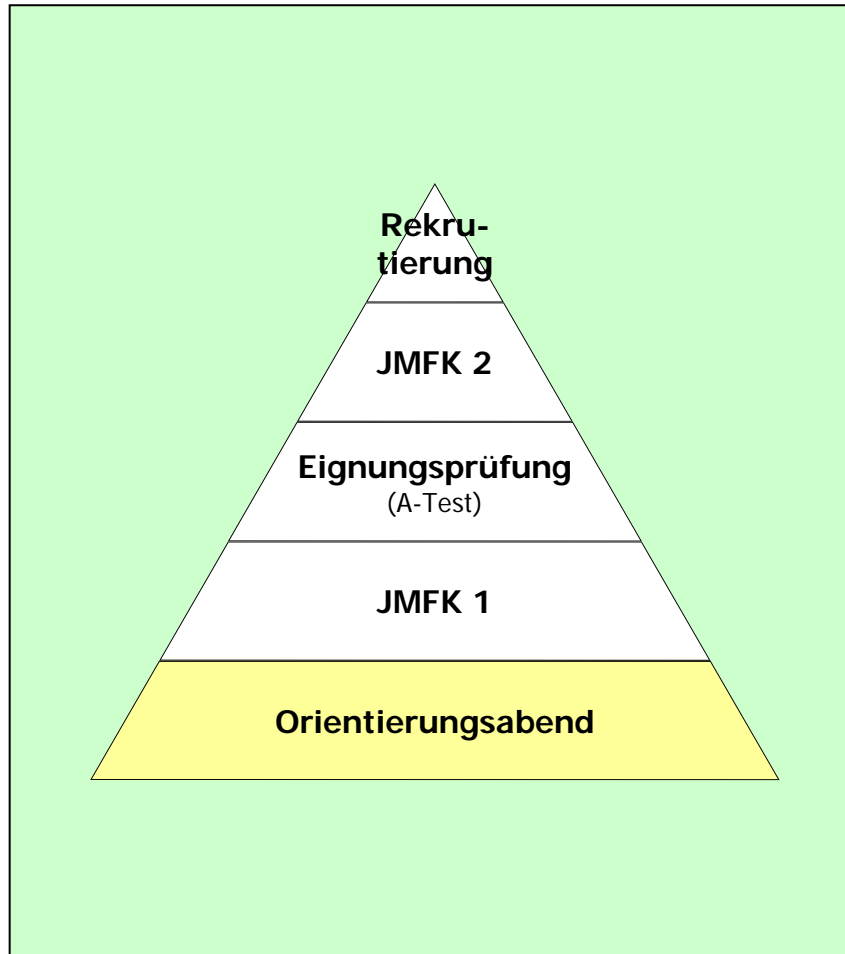 Rekru-
tierung
JMFK 2
Eignungsprüfung
(A-Test)
JMFK 1
Orientierungsabend